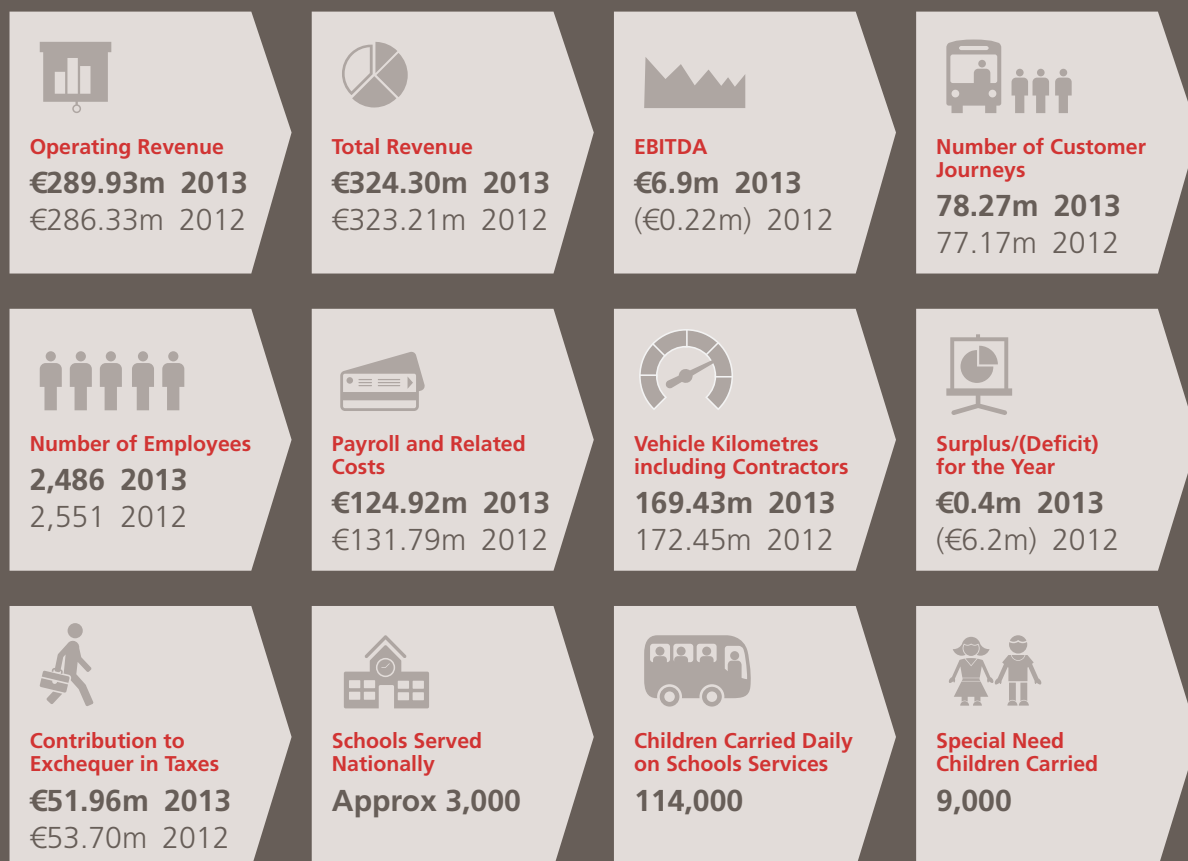 Operating Revenue
€289.93m 2013
€286.33m 2012
Total Revenue
€324.30m 2013
€323.21m 2012
EBITDA
€6.9m 2013
(€0.22m) 2012
Number of Customer
Journeys
78.27m 2013
77.17m 2012
Number of Employees
2,486 2013
2,551 2012
Payroll and Related
Costs
€124.92m 2013
€131.79m 2012
Vehicle Kilometres
including Contractors
169.43m 2013
172.45m 2012
Surplus/(Deficit)
for the Year
€0.4m 2013
(€6.2m) 2012
Contribution to
Exchequer in Taxes
€51.96m 2013
€53.70m 2012
Schools Served
Nationally
Approx 3,000
Children Carried Daily
on Schools Services
114,000
Special Need
Children Carried
9,000